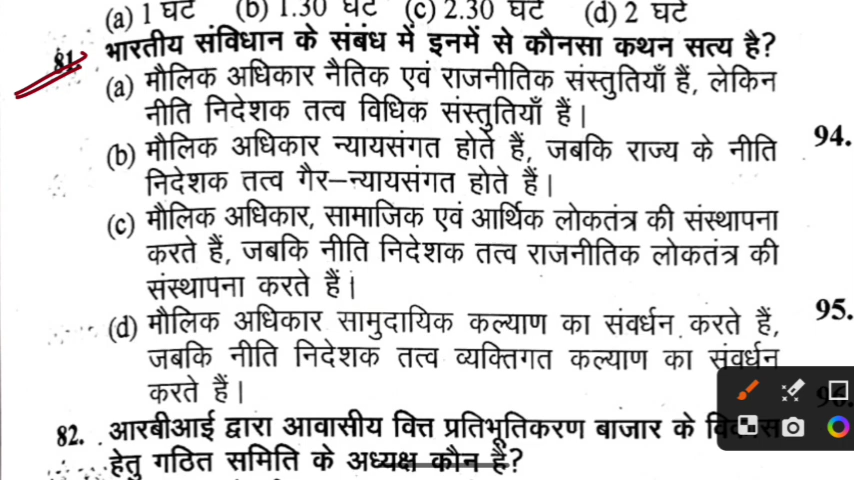 (a) 1 घंटे (b) 1.30 घंटे (c) 2.30 घंटे (d) 2 घंटे
81. भारतीय संविधान के संबंध में इनमें से कौनसा कथन सत्य है?
(a) मौलिक अधिकार नैतिक एवं राजनीतिक संस्तुतियाँ हैं, लेकिन
नीति निदेशक तत्व विधिक संस्तुतियाँ हैं।
(b) मौलिक अधिकार न्यायसंगत होते हैं, जबकि राज्य के नीति
निदेशक तत्व गैर–न्यायसंगत होते हैं।
(c) मौलिक अधिकार, सामाजिक एवं आर्थिक लोकतंत्र की संस्थापना
करते हैं, जबकि नीति निदेशक तत्व राजनीतिक लोकतंत्र की
संस्थापना करते हैं।
(d) मौलिक अधिकार सामुदायिक कल्याण का संवर्धन करते हैं,
जबकि नीति निदेशक तत्व व्यक्तिगत कल्याण का संवर्धन
करते हैं।
82. आरबीआई द्वारा आवासीय वित्त प्रतिभूतिकरण बाजार के
हेतु गठित समिति के अध्यक्ष कौन हैं?
94.
95.
96.